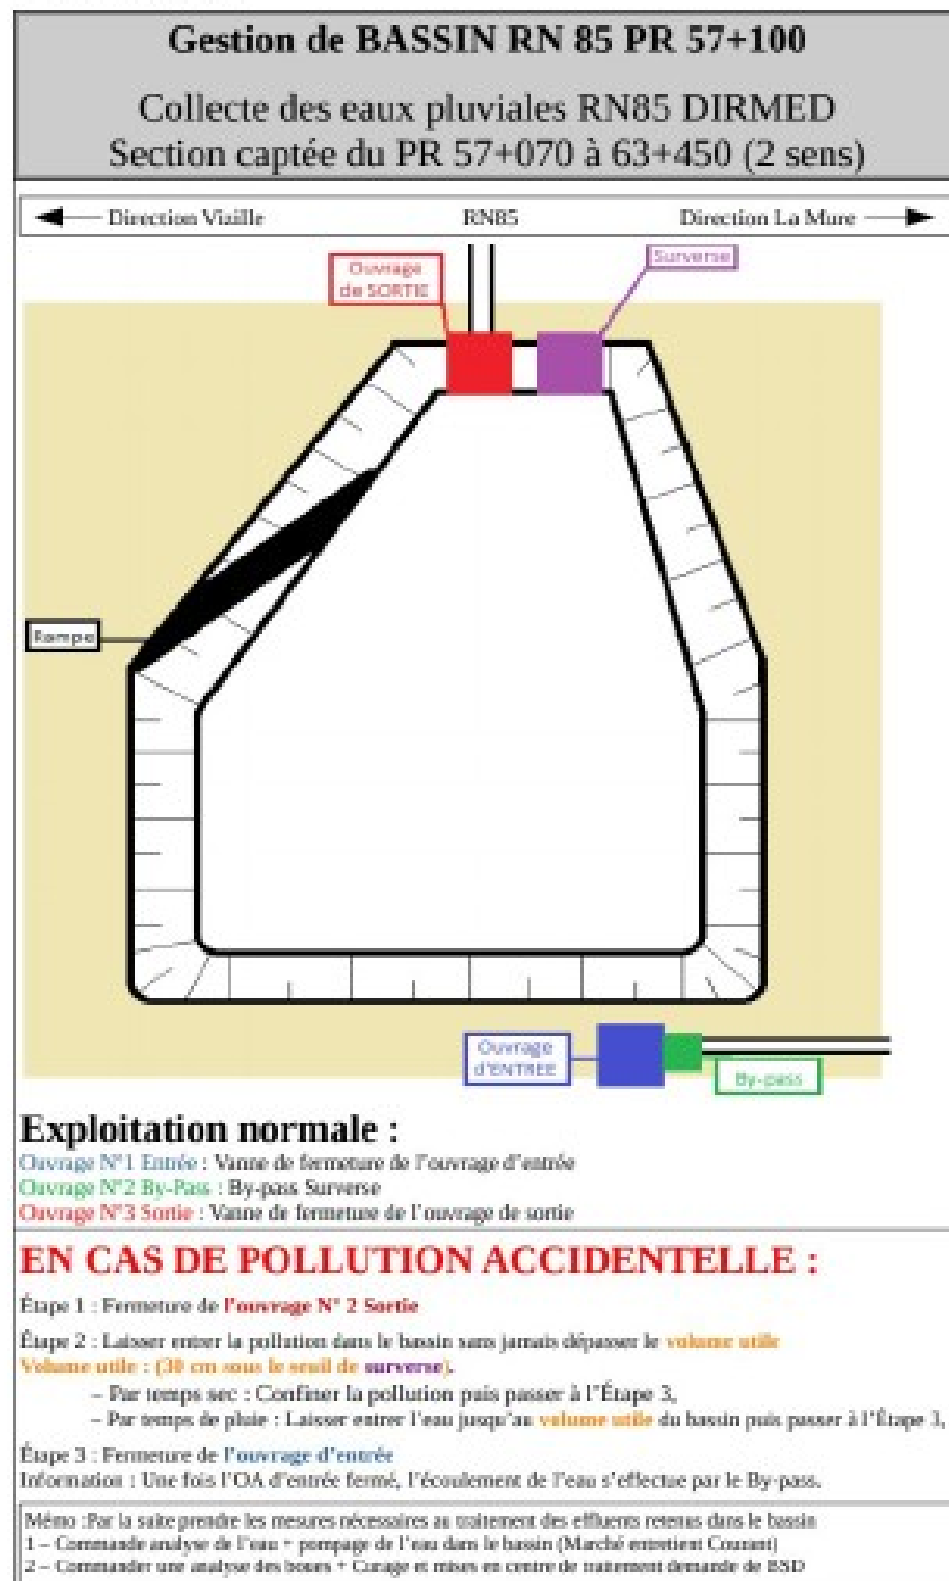 Gestion de BASSIN RN 85 PR 57+100
Collecte des eaux pluviales RN85 DIRMED
Section captée du PR 57+070 à 63+450 (2 sens)
Direction Vizille RN85 Direction La Mure
Ouvrage
de SORTIE
Surverse
Rampe
Ouvrage
d'ENTREE
By-pass
Exploitation normale :
Ouvrage N°1 Entrée : Vanne de fermeture de l'ouvrage d'entrée
Ouvrage N°2 By-Pass : By-pass Surverse
Ouvrage N°3 Sortie : Vanne de fermeture de l'ouvrage de sortie
EN CAS DE POLLUTION ACCIDENTELLE :
Étape 1 : Fermeture de l'ouvrage N° 2 Sortie
Étape 2 : Laisser entrer la pollution dans le bassin sans jamais dépasser le volume utile
Volume utile : (30 cm sous le seuil de surverse).
– Par temps sec : Confiner la pollution puis passer à l'Étape 3,
– Par temps de pluie : Laisser entrer l'eau jusqu'au volume utile du bassin puis passer à l'Étape 3,
Étape 3 : Fermeture de l'ouvrage d'entrée
Information : Une fois l'OA d'entrée fermé, l'écoulement de l'eau s'effectue par le By-pass.
Mémo :Par la suite prendre les mesures nécessaires au traitement des effluents retenus dans le bassin
1 – Commande analyse de l'eau + pompage de l'eau dans le bassin (Marché entretient Courant)
2 – Commander une analyse des boues + Curage et mises en centre de traitement demande de BSD